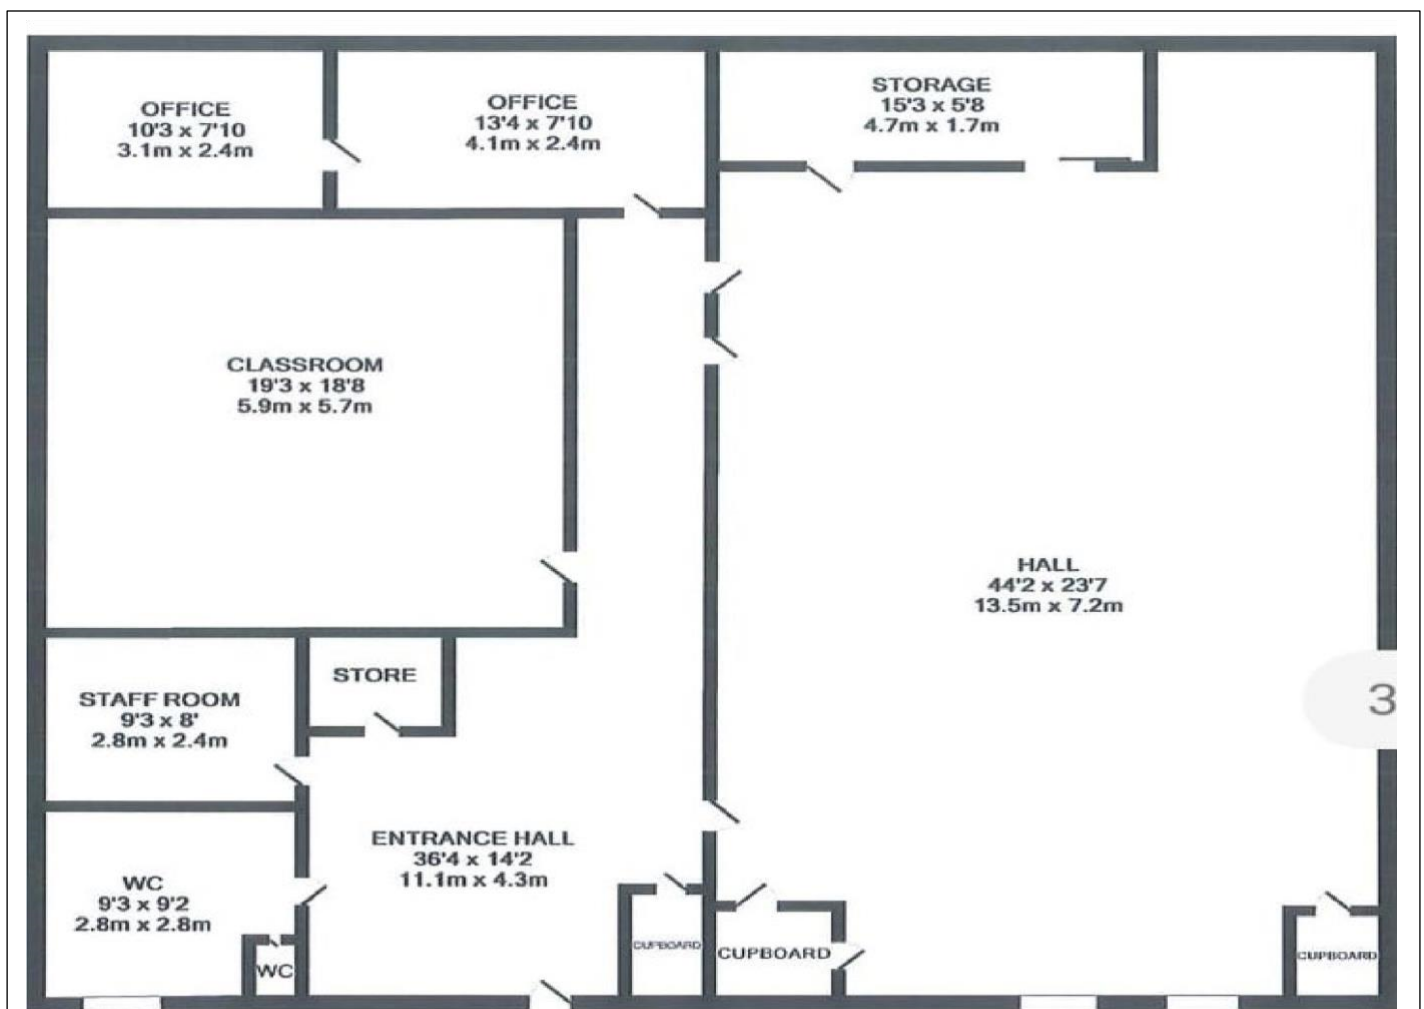 OFFICE
10'3 x 7'10
3.1m x 2.4m
OFFICE
13'4 x 7'10
4.1m x 2.4m
STORAGE
15'3 x 5'8
4.7m x 1.7m
CLASSROOM
19'3 x 18'8
5.9m x 5.7m
HALL
44'2 x 23'7
13.5m x 7.2m
STORE
STAFF ROOM
9'3 x 8'
2.8m x 2.4m
3
ENTRANCE HALL
36'4 x 14'2
11.1m x 4.3m
WC
9'3 x 9'2
2.8m x 2.8m
WC
CUPBOARD
CUPBOARD
CUPBOARD